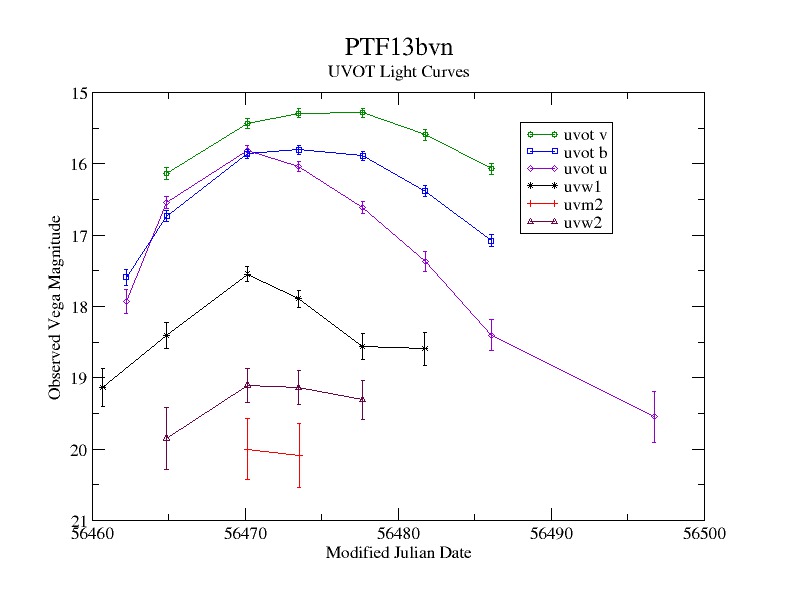 PTF13bvn
UVOT Light Curves
Observed Vega Magnitude
15
16
17
18
19
20
21
uvot v
uvot b
uvot u
uvw1
uvm2
uvw2
56460
56470
56480
56490
56500
Modified Julian Date